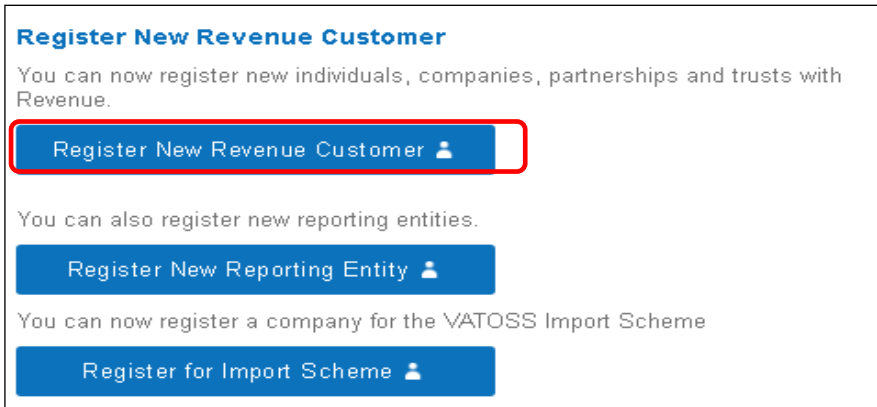 Register New Revenue Customer
You can now register new individuals, companies, partnerships and trusts with
Revenue.
Register New Revenue Customer
You can also register new reporting entities.
Register New Reporting Entity
You can now register a company for the VATOSS Import Scheme
Register for Import Scheme